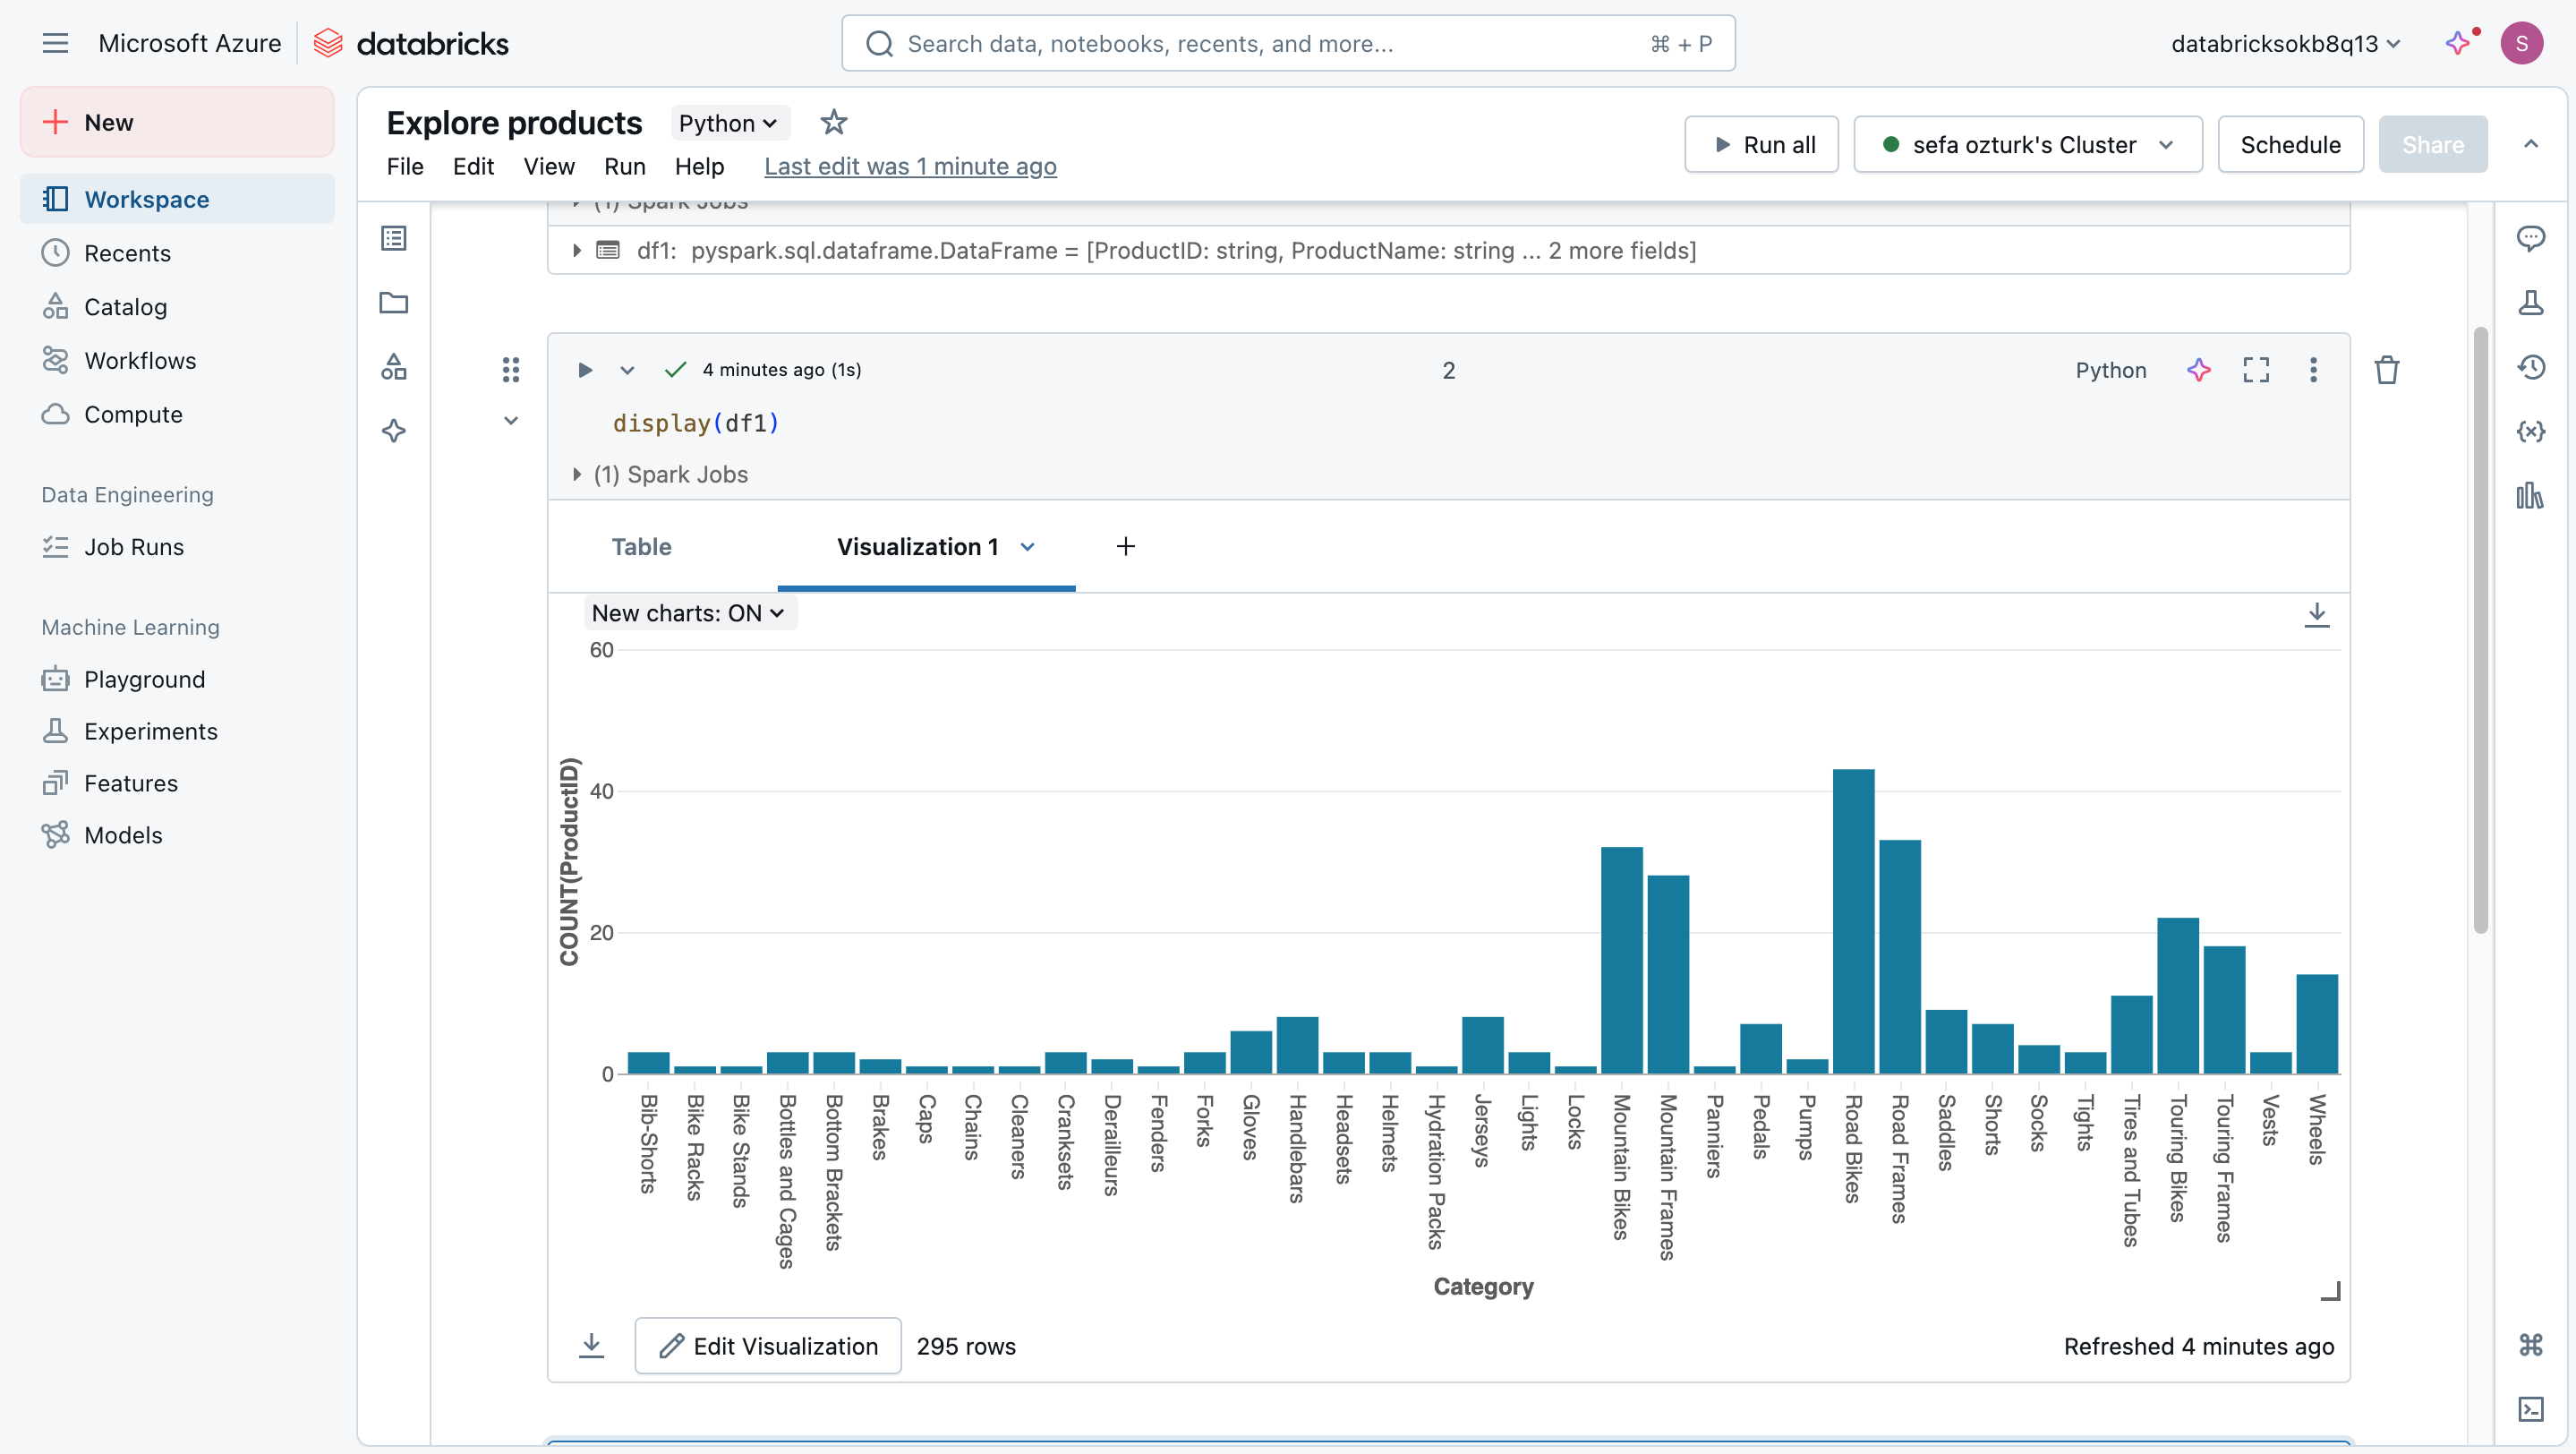 Microsoft Azure
databricks
Search data, notebooks, recents, and more...
⌘ + P
databricksokb8q13
S
New
Workspace
Recents
Catalog
Workflows
Compute
Data Engineering
Job Runs
Machine Learning
Playground
Experiments
Features
Models
Explore products
Python
File Edit View Run Help Last edit was 1 minute ago
Run all
sefa ozturk's Cluster
Schedule
Share
(1) Spark Jobs
df1: pyspark.sql.dataframe.DataFrame = [ProductID: string, ProductName: string ... 2 more fields]
4 minutes ago (1s)
2
Python
display(df1)
(1) Spark Jobs
Table
Visualization 1
+
New charts: ON
60
40
20
0
COUNT(ProductID)
Bib-Shorts
Bike Racks
Bike Stands
Bottles and Cages
Bottom Brackets
Brakes
Caps
Chains
Cleaners
Cranksets
Derailleurs
Fenders
Forks
Gloves
Handlebars
Headsets
Helmets
Hydration Packs
Jerseys
Lights
Locks
Mountain Bikes
Mountain Frames
Panniers
Pedals
Pumps
Road Bikes
Road Frames
Saddles
Shorts
Socks
Tights
Tires and Tubes
Touring Bikes
Touring Frames
Vests
Wheels
Category
Edit Visualization
295 rows
Refreshed 4 minutes ago